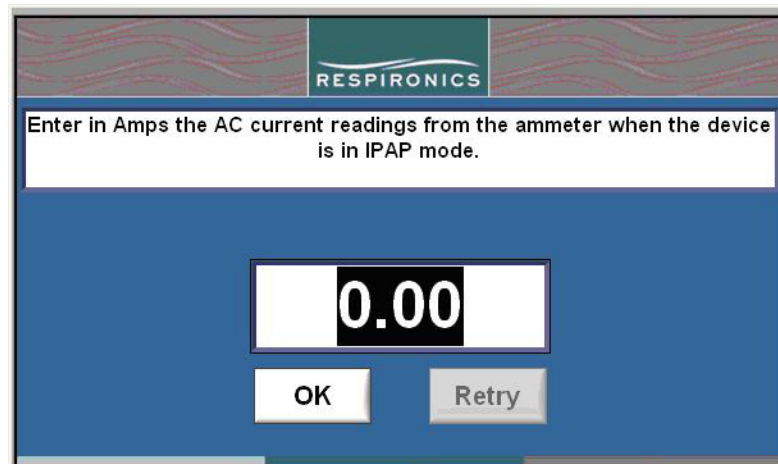 RESPIRONICS
Enter in Amps the AC current readings from the ammeter when the device
is in IPAP mode.
0.00
OK
Retry